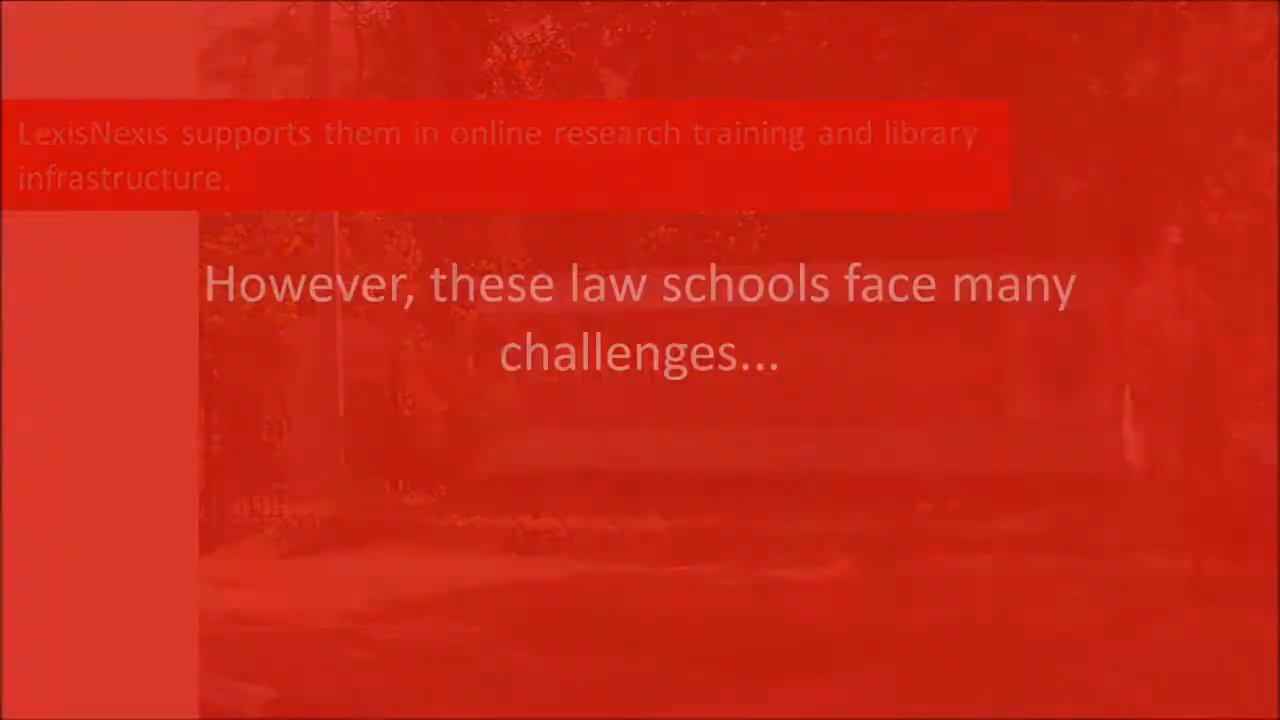 LexisNexis supports them in online research training and library
infrastructure.
However, these law schools face many
challenges...